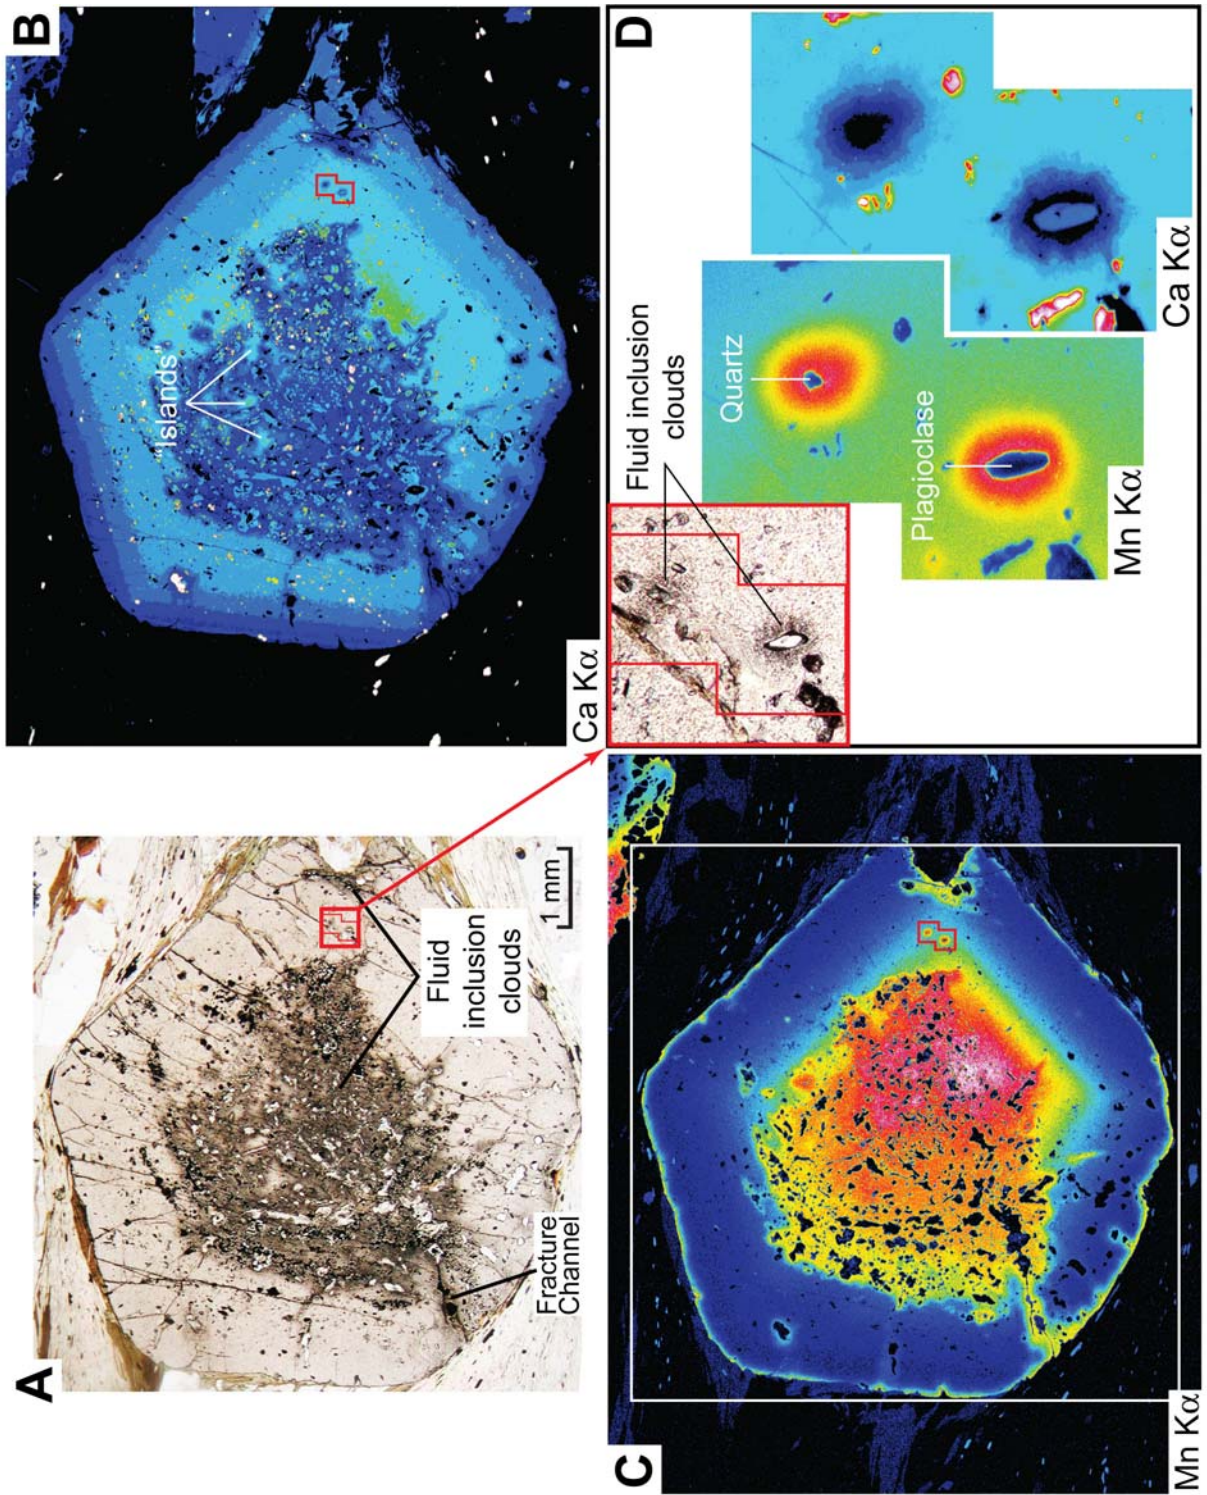 A
Fluid
inclusion
clouds
Fracture
Channel
1 mm
B
"Islands"
Ca Kα
C
Mn Kα
D
Fluid inclusion
clouds
Quartz
Plagioclase
Mn Kα
Ca Kα